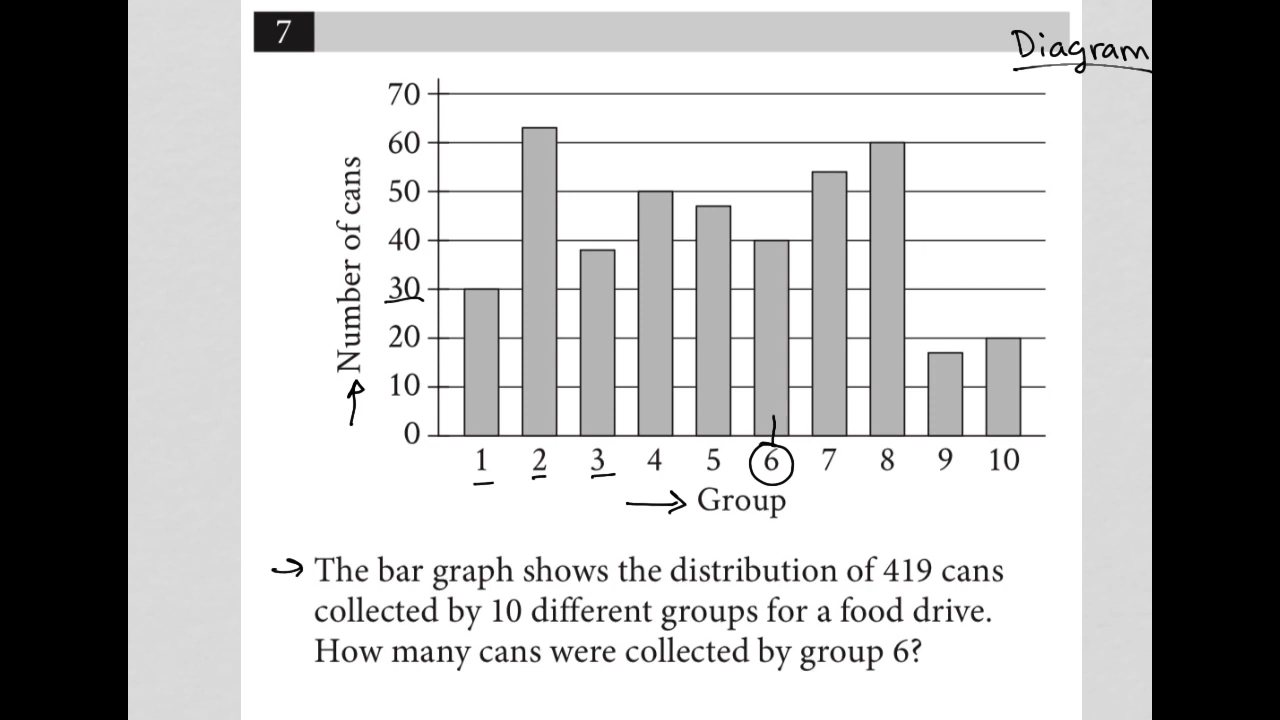 7
Diagram
70
60
50
40
30
20
10
0
Number of cans
1 2 3 4 5 6 7 8 9 10
Group
The bar graph shows the distribution of 419 cans
collected by 10 different groups for a food drive.
How many cans were collected by group 6?